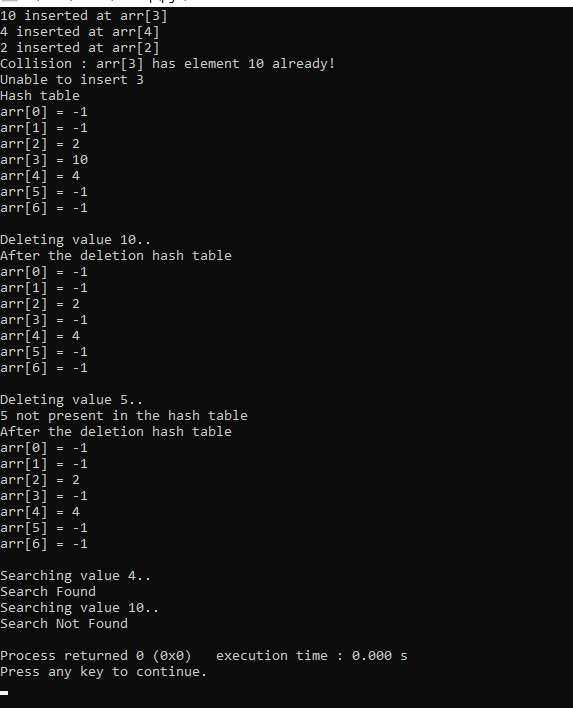 10 inserted at arr[3]
4 inserted at arr[4]
2 inserted at arr[2]
Collision : arr[3] has element 10 already!
Unable to insert 3
Hash table
arr[0] = -1
arr[1] = -1
arr[2] = 2
arr[3] = 10
arr[4] = 4
arr[5] = -1
arr[6] = -1

Deleting value 10..
After the deletion hash table
arr[0] = -1
arr[1] = -1
arr[2] = 2
arr[3] = -1
arr[4] = 4
arr[5] = -1
arr[6] = -1

Deleting value 5..
5 not present in the hash table
After the deletion hash table
arr[0] = -1
arr[1] = -1
arr[2] = 2
arr[3] = -1
arr[4] = 4
arr[5] = -1
arr[6] = -1

Searching value 4..
Search Found
Searching value 10..
Search Not Found

Process returned 0 (0x0)   execution time : 0.000 s
Press any key to continue.